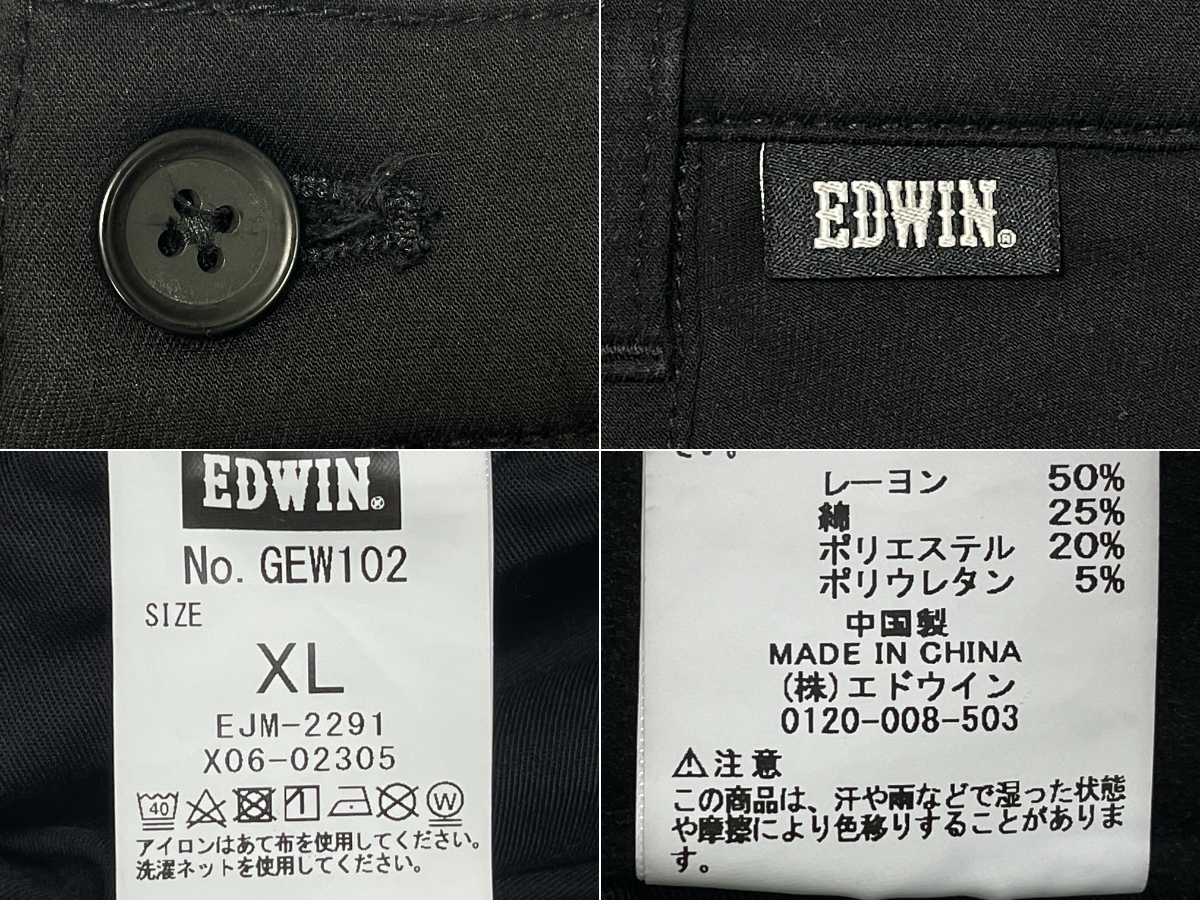 EDWIN®
EDWIN®
No. GEW102
SIZE
XL
EJM-2291
X06-02305
40
W
アイロンはあて布を使用してください。
洗濯ネットを使用してください。
さい。
レーヨン 50%
綿 25%
ポリエステル 20%
ポリウレタン 5%
中国製
MADE IN CHINA
(株)エドウイン
0120-008-503
⚠注意
この商品は、汗や雨などで湿った状態
や摩擦により色移りすることがありま
す。